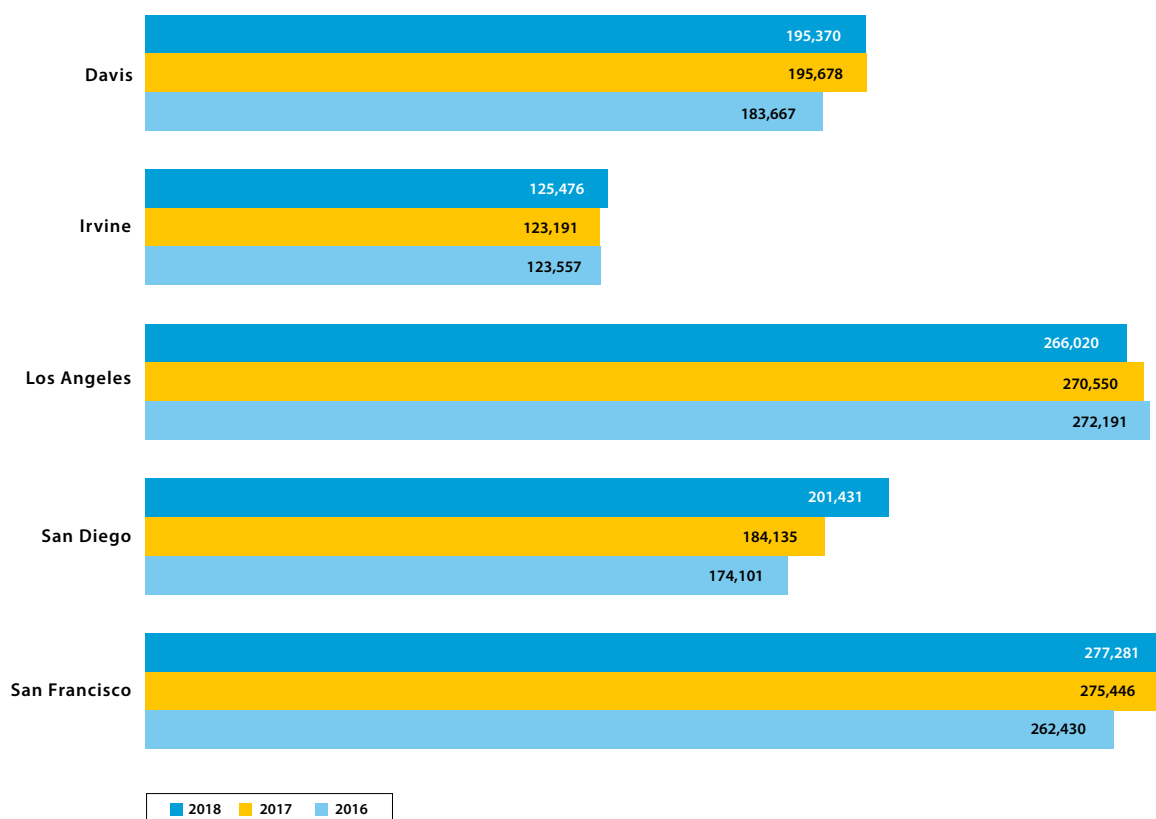 195,370
Davis
195,678
183,667
125,476
Irvine
123,191
123,557
266,020
Los Angeles
270,550
272,191
201,431
San Diego
184,135
174,101
277,281
San Francisco
275,446
262,430
2018 2017 2016